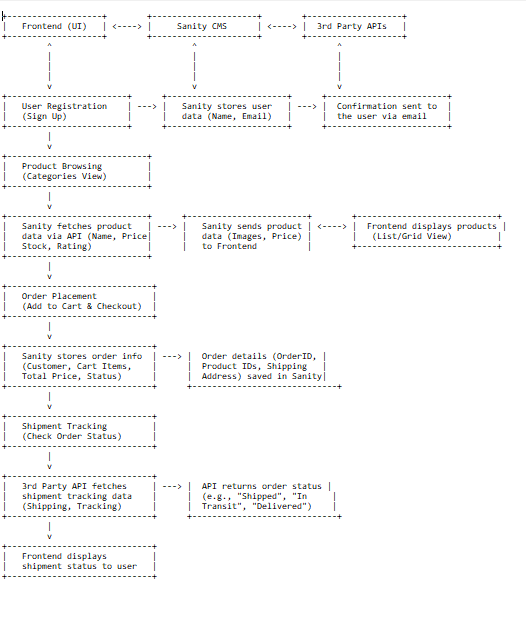 Frontend (UI) <----> Sanity CMS <----> 3rd Party APIs
User Registration ---> Sanity stores user ---> Confirmation sent to
(Sign Up) data (Name, Email) the user via email
Product Browsing
(Categories View)
Sanity fetches product ---> Sanity sends product <----> Frontend displays products
data via API (Name, Price data (Images, Price) (List/Grid View)
Stock, Rating) to Frontend
Order Placement
(Add to Cart & Checkout)
Sanity stores order info ---> Order details (OrderID,
(Customer, Cart Items, Product IDs, Shipping
Total Price, Status) Address) saved in Sanity
Shipment Tracking
(Check Order Status)
3rd Party API fetches ---> API returns order status
shipment tracking data (e.g., "Shipped", "In
(Shipping, Tracking) Transit", "Delivered")
Frontend displays
shipment status to user